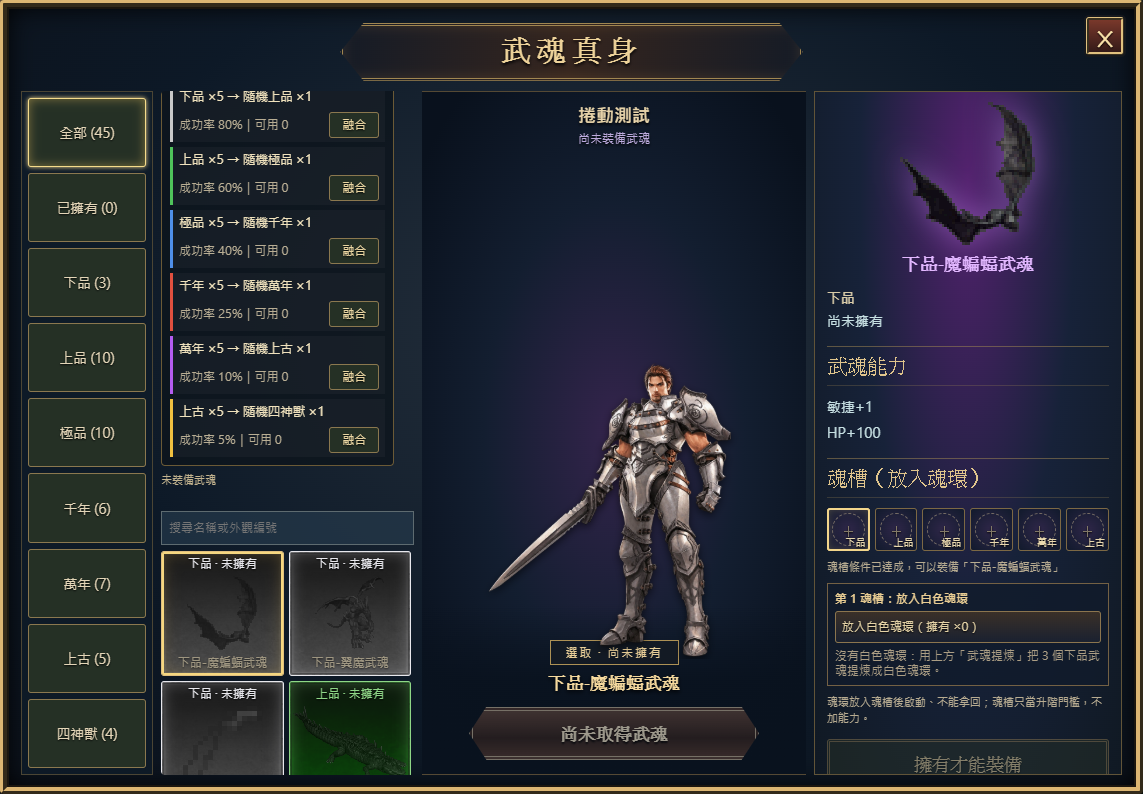 武魂真身
X
全部 (45)
已擁有 (0)
下品 (3)
上品 (10)
極品 (10)
千年 (6)
萬年 (7)
上古 (5)
四神獸 (4)
下品 ×5 → 隨機上品 ×1
成功率 80% | 可用 0
融合
上品 ×5 → 隨機極品 ×1
成功率 60% | 可用 0
融合
極品 ×5 → 隨機千年 ×1
成功率 40% | 可用 0
融合
千年 ×5 → 隨機萬年 ×1
成功率 25% | 可用 0
融合
萬年 ×5 → 隨機上古 ×1
成功率 10% | 可用 0
融合
上古 ×5 → 隨機四神獸 ×1
成功率 5% | 可用 0
融合
未裝備武魂
搜尋名稱或外觀編號
下品 · 未擁有
下品-魔蝙蝠武魂
下品 · 未擁有
下品-翼魔武魂
下品 · 未擁有
上品 · 未擁有
捲動測試
尚未裝備武魂
選取 · 尚未擁有
下品-魔蝙蝠武魂
尚未取得武魂
下品-魔蝙蝠武魂
下品
尚未擁有
武魂能力
敏捷+1
HP+100
魂槽（放入魂環）
下品
上品
極品
千年
萬年
上古
魂槽條件已達成，可以裝備「下品-魔蝙蝠武魂」
第 1 魂槽：放入白色魂環
放入白色魂環（擁有 ×0）
沒有白色魂環：用上方「武魂提煉」把 3 個下品武
魂提煉成白色魂環。
魂環放入魂槽後啟動、不能拿回；魂槽只當升階門檻，不
加能力。
擁有才能裝備